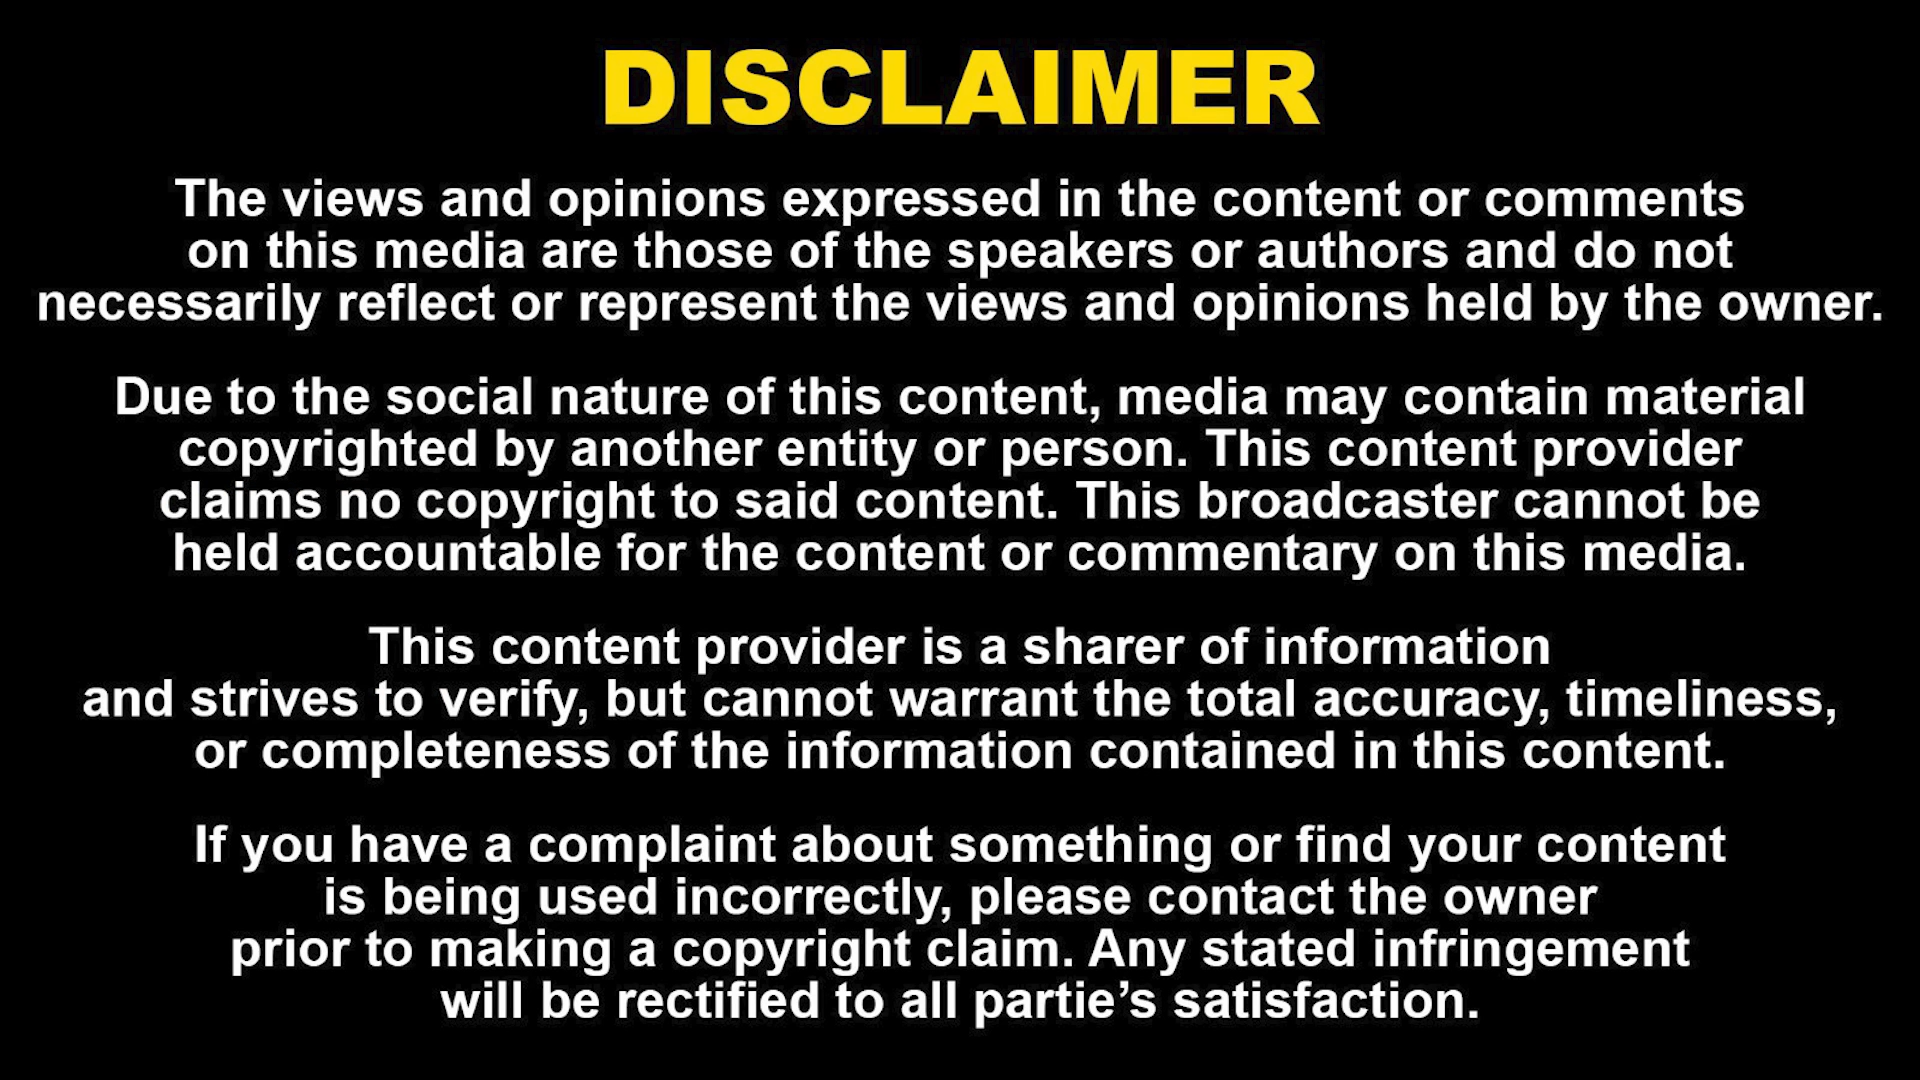 DISCLAIMER
The views and opinions expressed in the content or comments
on this media are those of the speakers or authors and do not
necessarily reflect or represent the views and opinions held by the owner.
Due to the social nature of this content, media may contain material
copyrighted by another entity or person. This content provider
claims no copyright to said content. This broadcaster cannot be
held accountable for the content or commentary on this media.
This content provider is a sharer of information
and strives to verify, but cannot warrant the total accuracy, timeliness,
or completeness of the information contained in this content.
If you have a complaint about something or find your content
is being used incorrectly, please contact the owner
prior to making a copyright claim. Any stated infringement
will be rectified to all partie’s satisfaction.